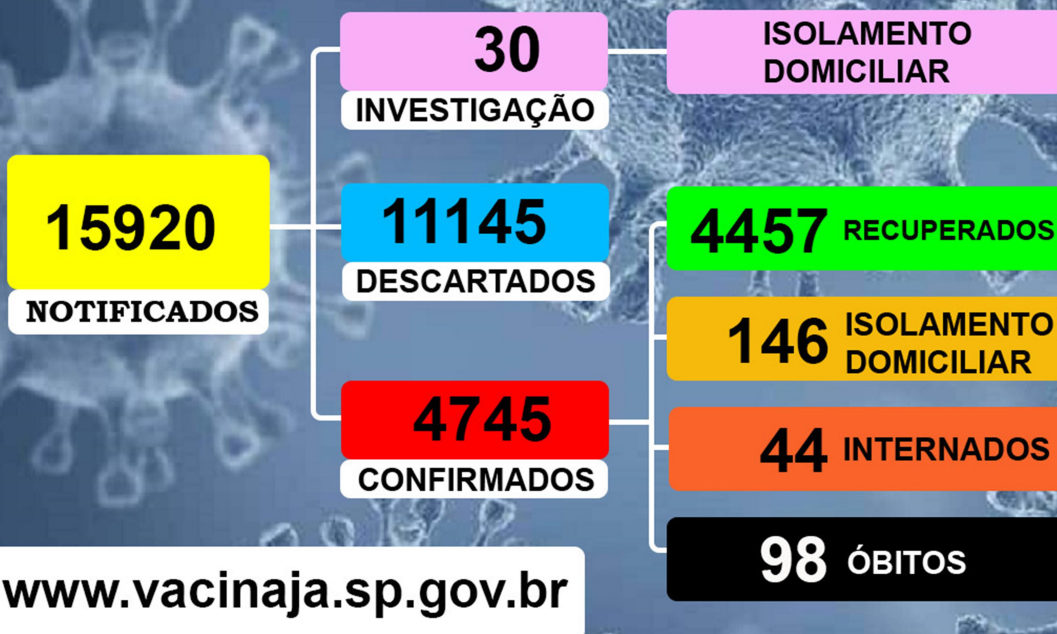 15920
NOTIFICADOS
30
INVESTIGAÇÃO
ISOLAMENTO
DOMICILIAR
11145
DESCARTADOS
4745
CONFIRMADOS
4457 RECUPERADOS
146 ISOLAMENTO
DOMICILIAR
44 INTERNADOS
98 ÓBITOS
www.vacinaja.sp.gov.br